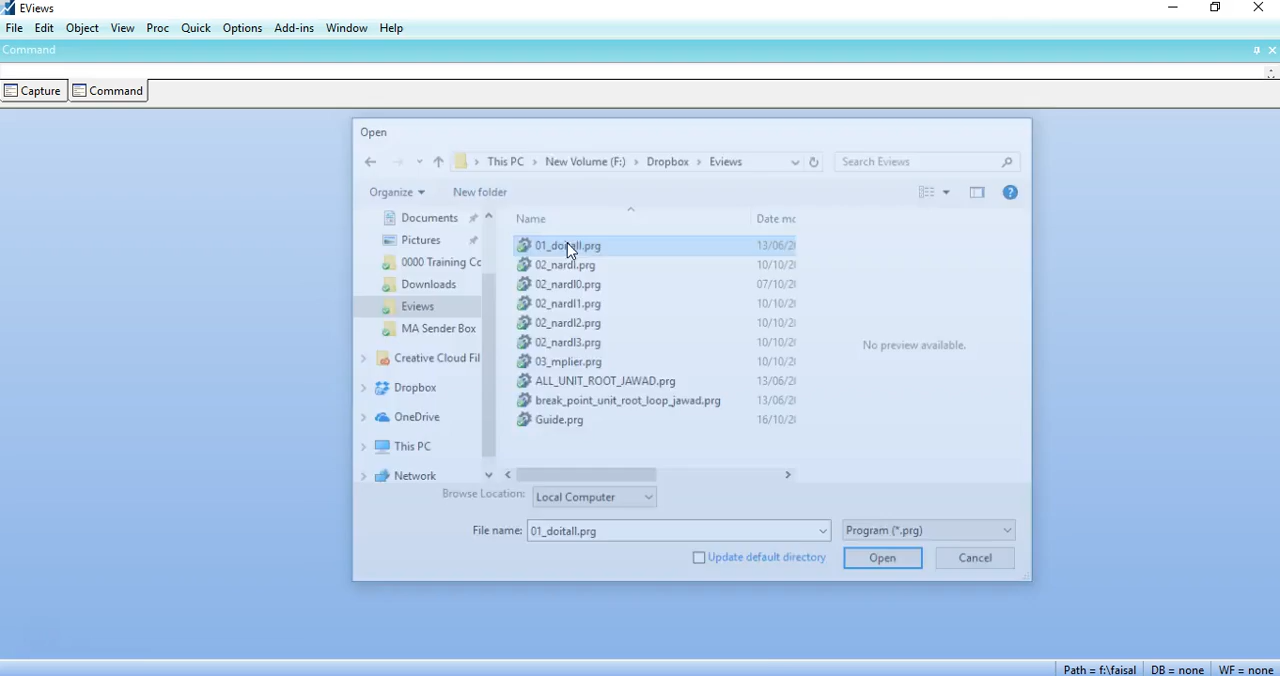 EViews
File Edit Object View Proc Quick Options Add-ins Window Help
Command
Capture Command
Open
This PC > New Volume (F:) > Dropbox > Eviews
Search Eviews
Organize New folder
Name Date mo
Documents
Pictures
0000 Training Cc
Downloads
Eviews
MA Sender Box
Creative Cloud Fil
Dropbox
OneDrive
This PC
Network
01_doitall.prg 13/06/2
02_nardl.prg 10/10/2
02_nardl0.prg 07/10/2
02_nardl1.prg 10/10/2
02_nardl2.prg 10/10/2
02_nardl3.prg 10/10/2
03_mplier.prg 10/10/2
ALL_UNIT_ROOT_JAWAD.prg 13/06/2
break_point_unit_root_loop_jawad.prg 13/06/2
Guide.prg 16/10/2
No preview available.
Browse Location: Local Computer
File name: 01_doitall.prg Program (*.prg)
Update default directory Open Cancel
Path = f:\faisal DB = none WF = none